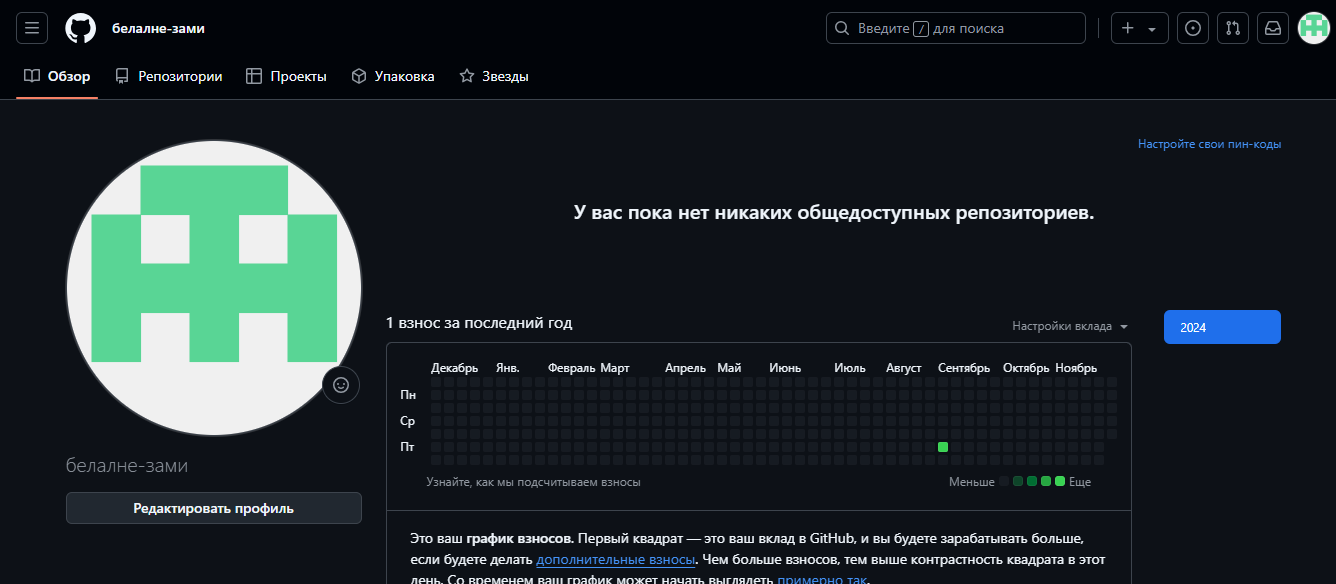 белалне-зами
Введите / для поиска
Обзор
Репозитории
Проекты
Упаковка
Звезды
Настройте свои пин-коды
У вас пока нет никаких общедоступных репозиториев.
1 взнос за последний год
Настройки вклада
2024
Декабрь Янв. Февраль Март Апрель Май Июнь Июль Август Сентябрь Октябрь Ноябрь
Пн
Ср
Пт
Узнайте, как мы подсчитываем взносы
Меньше Еще
белалне-зами
Редактировать профиль
Это ваш график взносов. Первый квадрат — это ваш вклад в GitHub, и вы будете зарабатывать больше,
если будете делать дополнительные взносы. Чем больше взносов, тем выше контрастность квадрата в этот
день. Со временем ваш график может начать выглядеть примерно так.